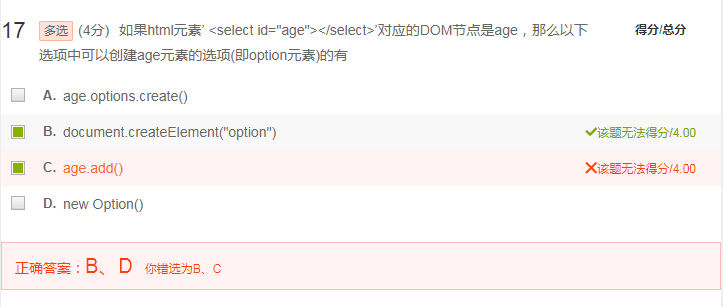 17 多选 (4分) 如果html元素' <select id="age"></select>'对应的DOM节点是age，那么以下 得分/总分
选项中可以创建age元素的选项(即option元素)的有
A. age.options.create()
B. document.createElement("option") 该题无法得分/4.00
C. age.add() 该题无法得分/4.00
D. new Option()
正确答案：B、D 你错选为B、C